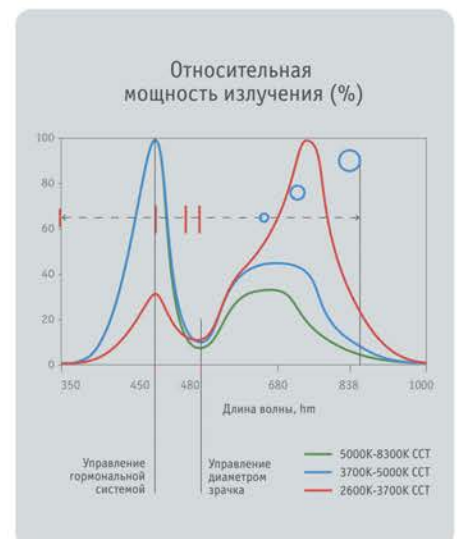 Относительная
мощность излучения (%)
100
80
60
40
20
0
350 450 480 680 838 1000
Длина волны, hm
Управление
гормональной
системой
Управление
диаметром
зрачка
5000K-8300K CCT
3700K-5000K CCT
2600K-3700K CCT